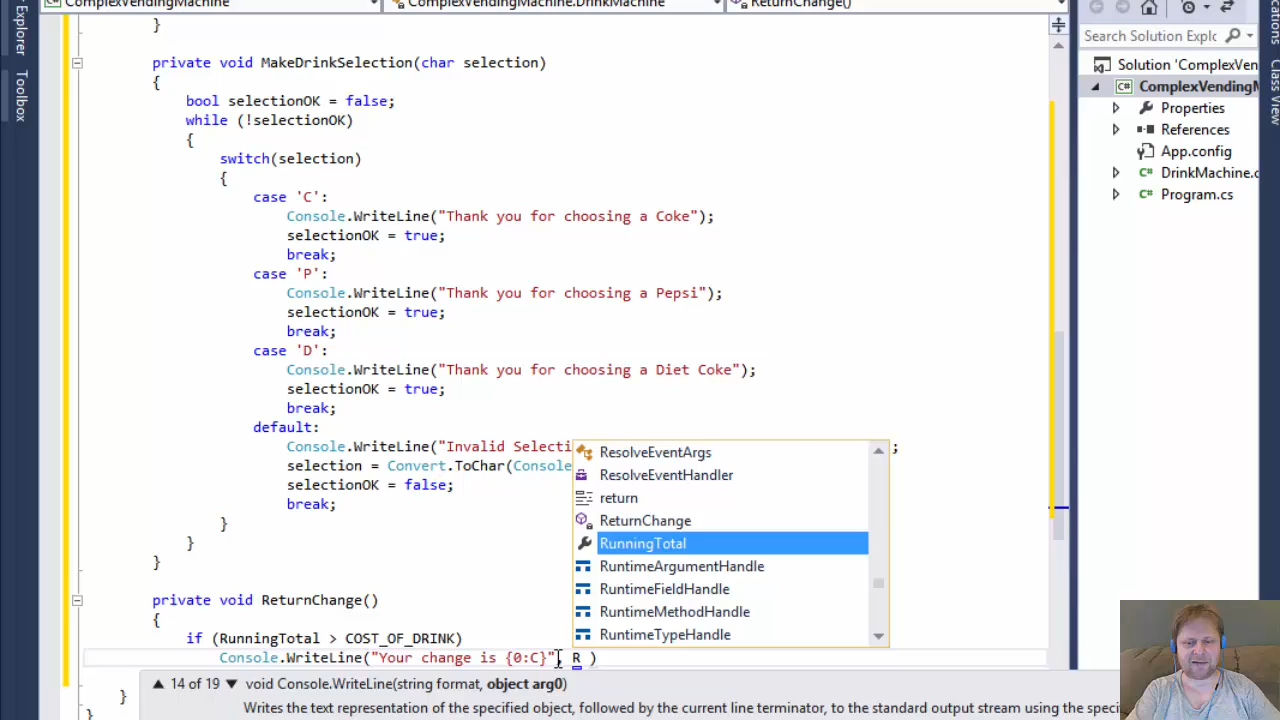 ComplexVendingMachine
ComplexVendingMachine.DrinkMachine
ReturnChange()
Explorer
Toolbox
}
private void MakeDrinkSelection(char selection)
{
bool selectionOK = false;
while (!selectionOK)
{
switch(selection)
{
case 'C':
Console.WriteLine("Thank you for choosing a Coke");
selectionOK = true;
break;
case 'P':
Console.WriteLine("Thank you for choosing a Pepsi");
selectionOK = true;
break;
case 'D':
Console.WriteLine("Thank you for choosing a Diet Coke");
selectionOK = true;
break;
default:
Console.WriteLine("Invalid Selecti ;
selection = Convert.ToChar(Console
selectionOK = false;
break;
}
}
}
private void ReturnChange()
{
if (RunningTotal > COST_OF_DRINK)
Console.WriteLine("Your change is {0:C}", R )
}
}
ResolveEventArgs
ResolveEventHandler
return
ReturnChange
RunningTotal
RuntimeArgumentHandle
RuntimeFieldHandle
RuntimeMethodHandle
RuntimeTypeHandle
14 of 19 void Console.WriteLine(string format, object arg0)
Writes the text representation of the specified object, followed by the current line terminator, to the standard output stream using the speci
Search Solution Explo
Solution 'ComplexVen
ComplexVendingM
Properties
References
App.config
DrinkMachine.c
Program.cs
Class View